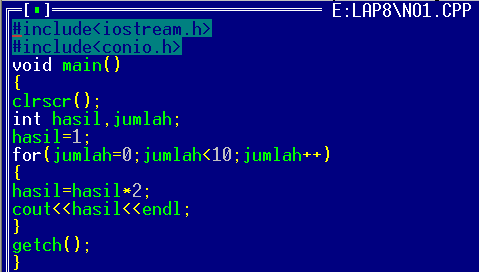 [▪] E:LAP8\NO1.CPP
#include<iostream.h>
#include<conio.h>
void main()
{
clrscr();
int hasil,jumlah;
hasil=1;
for(jumlah=0;jumlah<10;jumlah++)
{
hasil=hasil*2;
cout<<hasil<<endl;
}
getch();
}